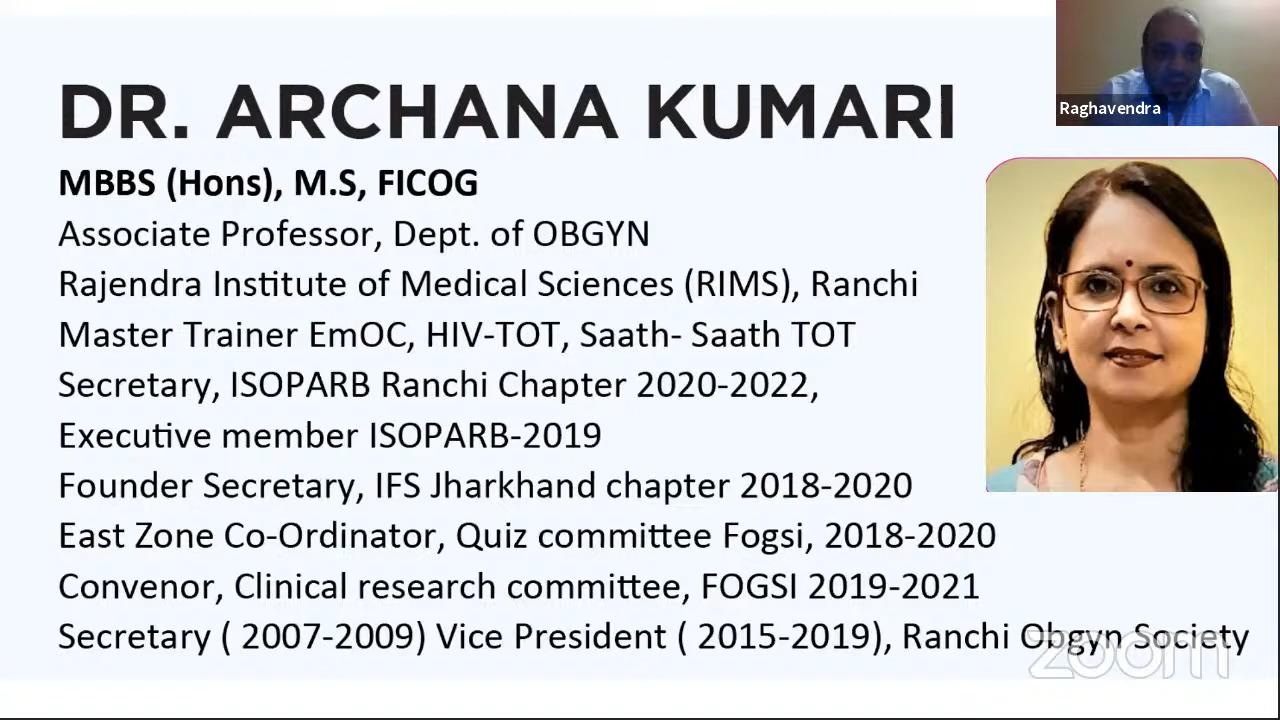 DR. ARCHANA KUMARI
MBBS (Hons), M.S, FICOG
Associate Professor, Dept. of OBGYN
Rajendra Institute of Medical Sciences (RIMS), Ranchi
Master Trainer EmOC, HIV-TOT, Saath- Saath TOT
Secretary, ISOPARB Ranchi Chapter 2020-2022,
Executive member ISOPARB-2019
Founder Secretary, IFS Jharkhand chapter 2018-2020
East Zone Co-Ordinator, Quiz committee Fogsi, 2018-2020
Convenor, Clinical research committee, FOGSI 2019-2021
Secretary ( 2007-2009) Vice President ( 2015-2019), Ranchi Obgyn Society
Raghavendra
zoom